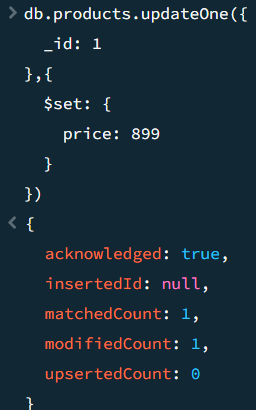 > db.products.updateOne({
    _id: 1
  },{
    $set: {
      price: 899
    }
  })
< {
    acknowledged: true,
    insertedId: null,
    matchedCount: 1,
    modifiedCount: 1,
    upsertedCount: 0
  }